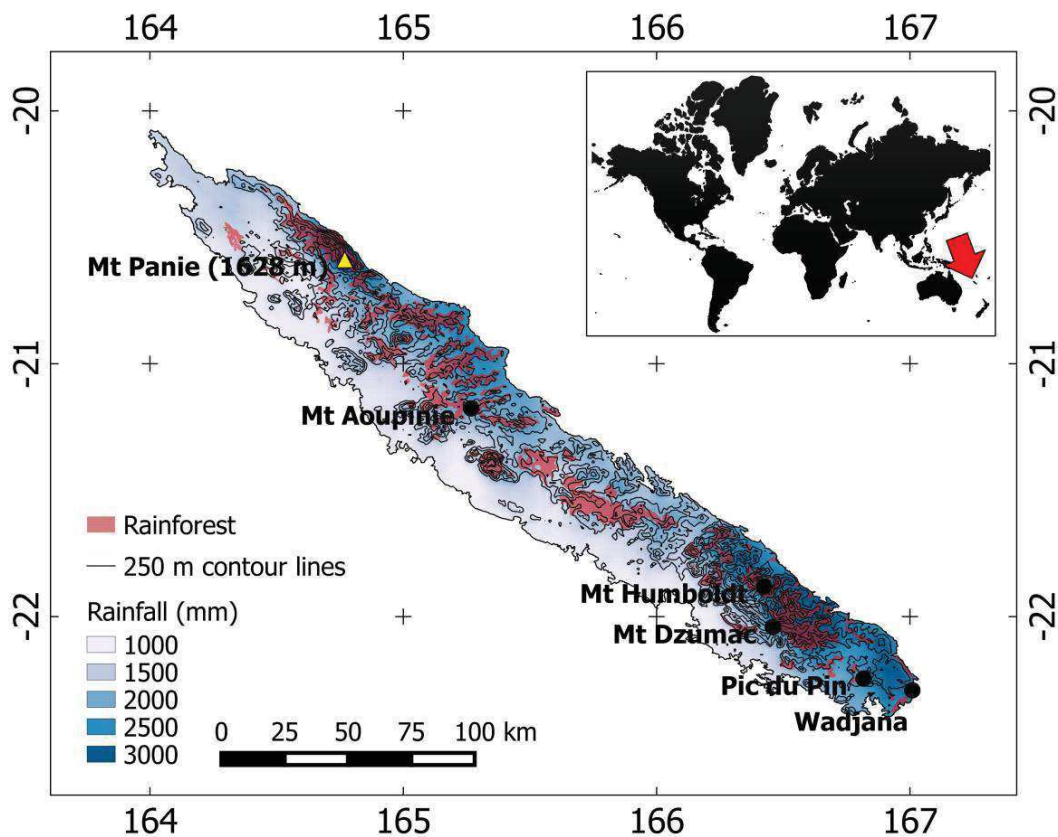 164 165 166 167
-20 -20
Mt Panie (1628 m)
-21 -21
Mt Aoupinie
Rainforest
250 m contour lines
Rainfall (mm)
1000
1500
2000
2500
3000
Mt Humboldt
-22 -22
Mt Dzumac
Pic du Pin
Wadjana
0 25 50 75 100 km
164 165 166 167